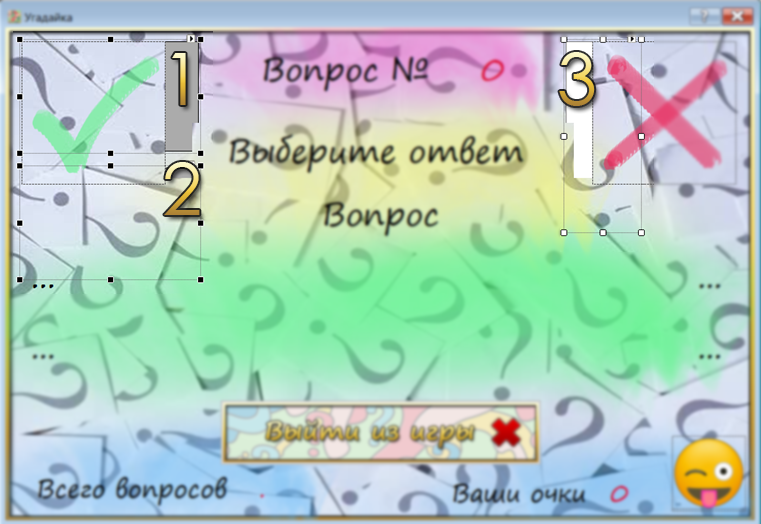 Угадайка
1
Вопрос № 0
3
Выберите ответ
2
Вопрос
... ...
... ...
Выйти из игры
Всего вопросов .
Ваши очки 0